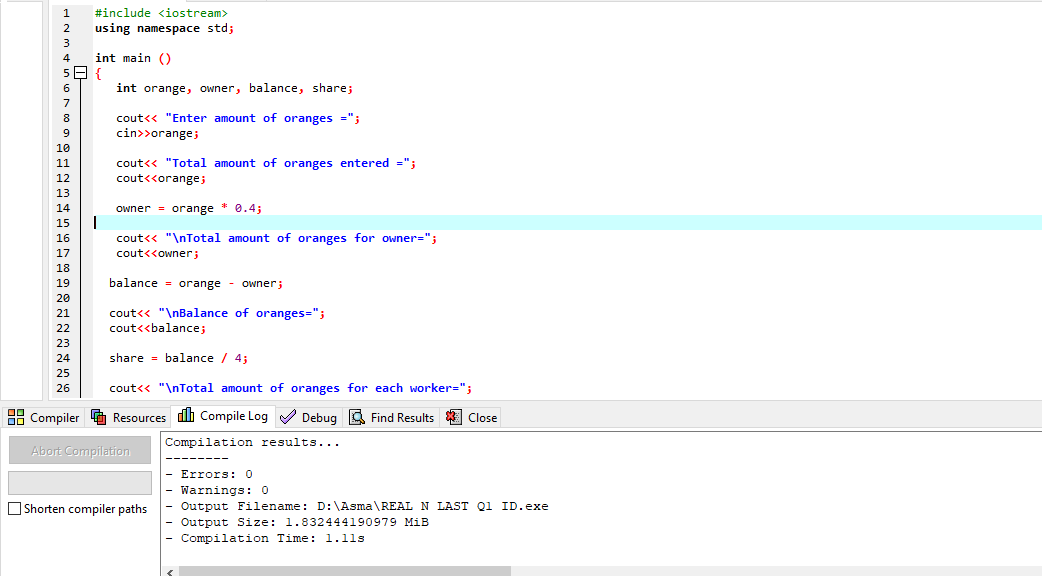 1 #include <iostream>
2 using namespace std;
3
4 int main ()
5 {
6 int orange, owner, balance, share;
7
8 cout<< "Enter amount of oranges =";
9 cin>>orange;
10
11 cout<< "Total amount of oranges entered =";
12 cout<<orange;
13
14 owner = orange * 0.4;
15
16 cout<< "\nTotal amount of oranges for owner=";
17 cout<<owner;
18
19 balance = orange - owner;
20
21 cout<< "\nBalance of oranges=";
22 cout<<balance;
23
24 share = balance / 4;
25
26 cout<< "\nTotal amount of oranges for each worker=";
Compiler Resources Compile Log Debug Find Results Close
Abort Compilation
Shorten compiler paths
Compilation results...
--------
- Errors: 0
- Warnings: 0
- Output Filename: D:\Asma\REAL N LAST Q1 ID.exe
- Output Size: 1.832444190979 MiB
- Compilation Time: 1.11s